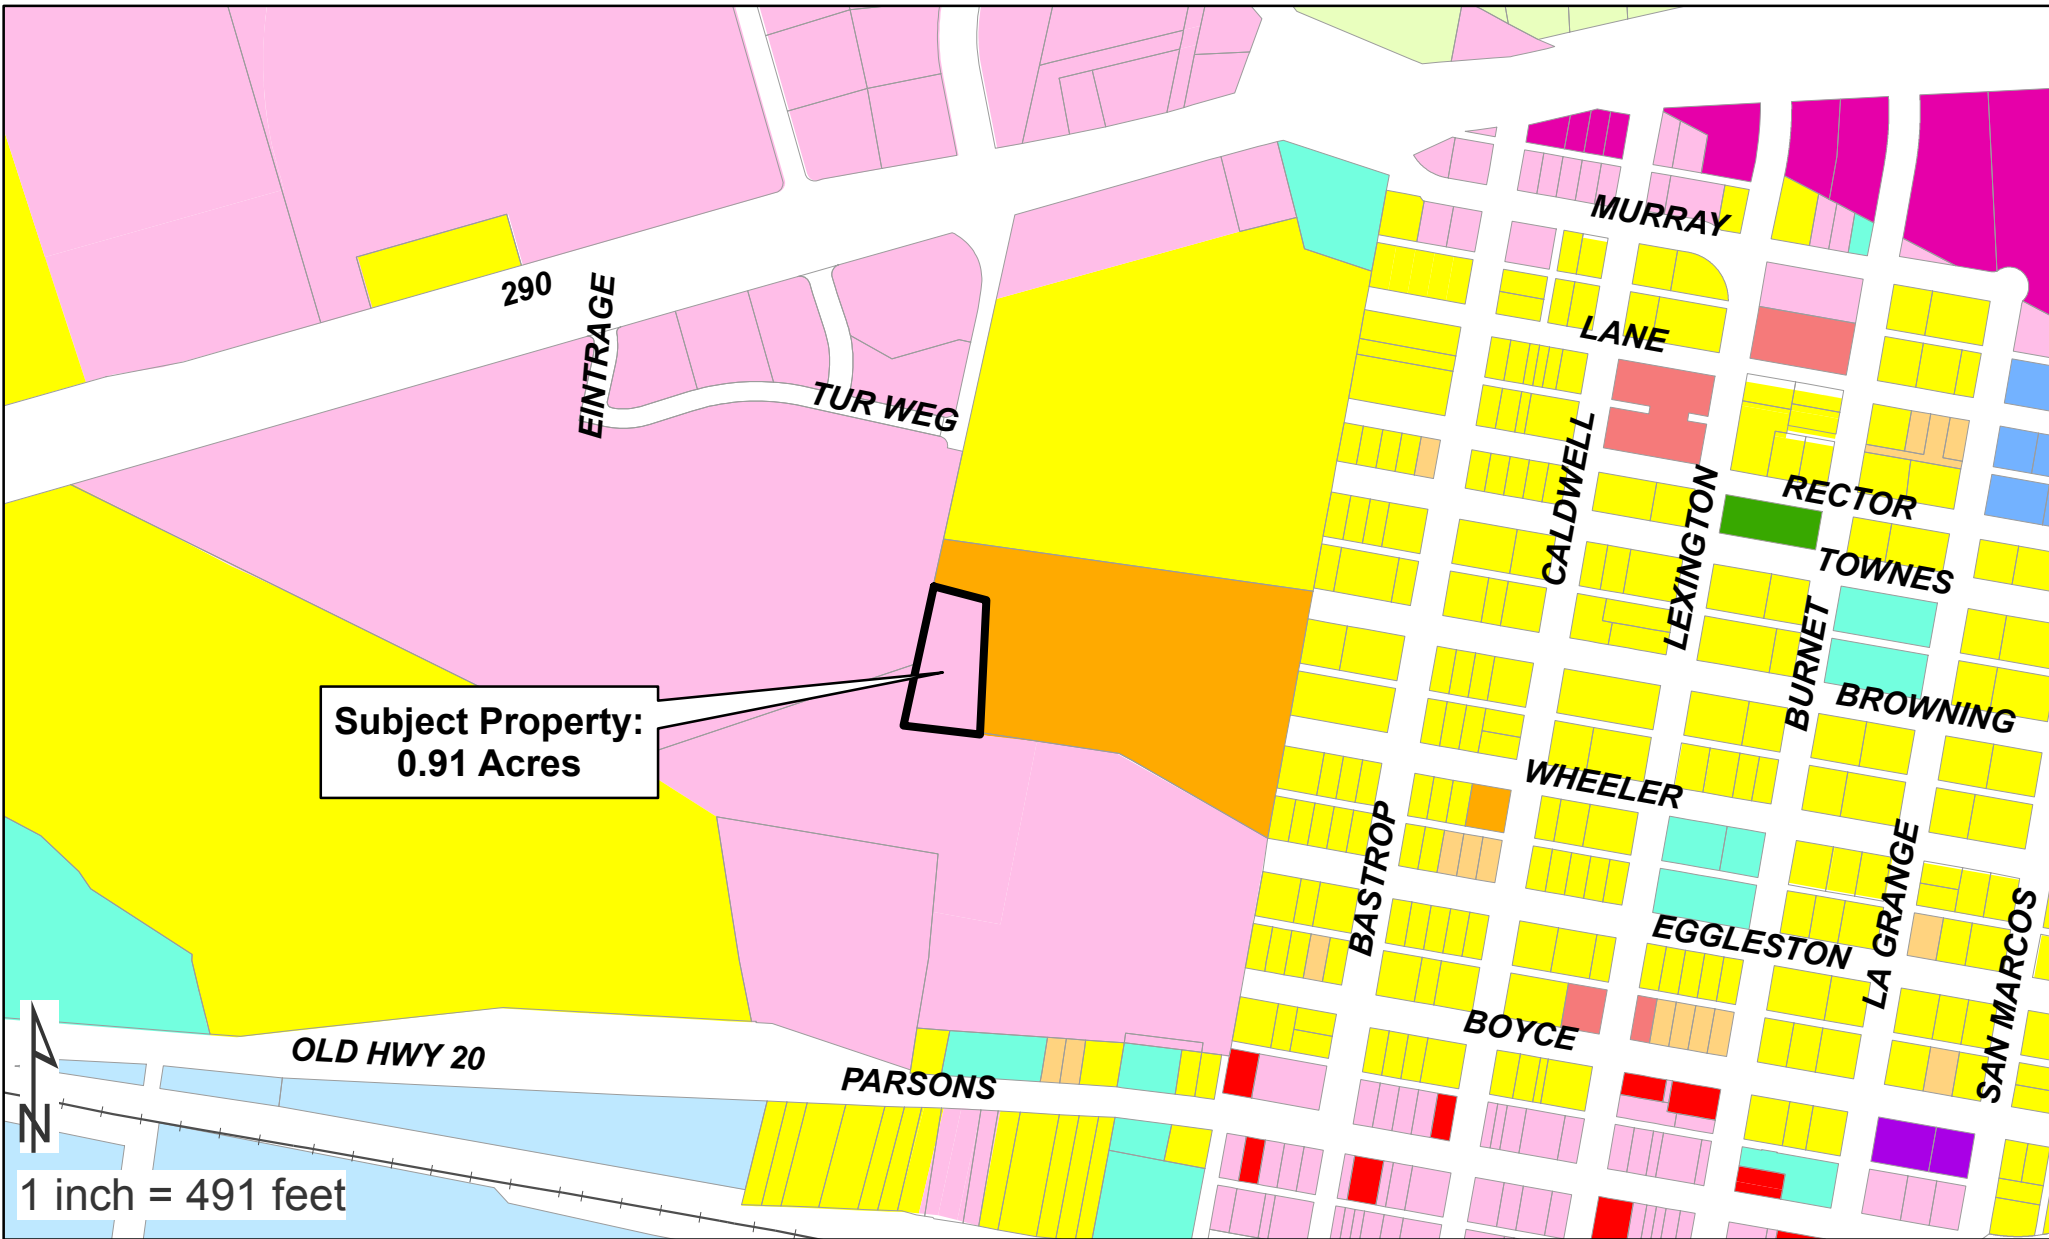 MURRAY
290
EINTRAGE
LANE
TUR WEG
CALDWELL
LEXINGTON
RECTOR
TOWNES
BURNET
BROWNING
Subject Property:
0.91 Acres
WHEELER
BASTROP
LA GRANGE
EGGLESTON
SAN MARCOS
BOYCE
OLD HWY 20
PARSONS
N
1 inch = 491 feet